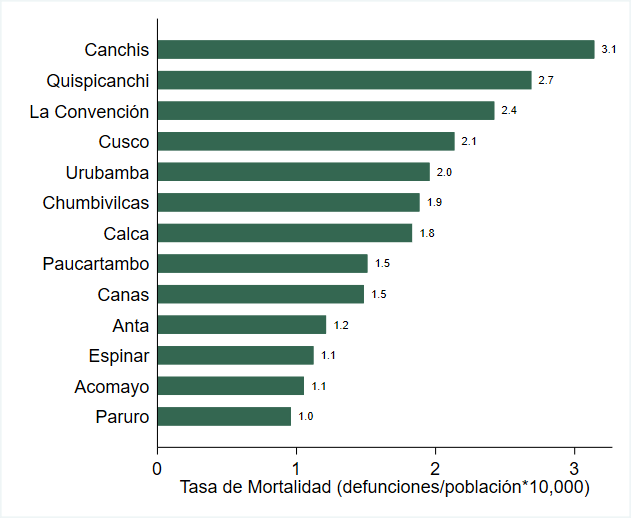 Canchis 3.1
Quispicanchi 2.7
La Convención 2.4
Cusco 2.1
Urubamba 2.0
Chumbivilcas 1.9
Calca 1.8
Paucartambo 1.5
Canas 1.5
Anta 1.2
Espinar 1.1
Acomayo 1.1
Paruro 1.0
0 1 2 3
Tasa de Mortalidad (defunciones/población*10,000)